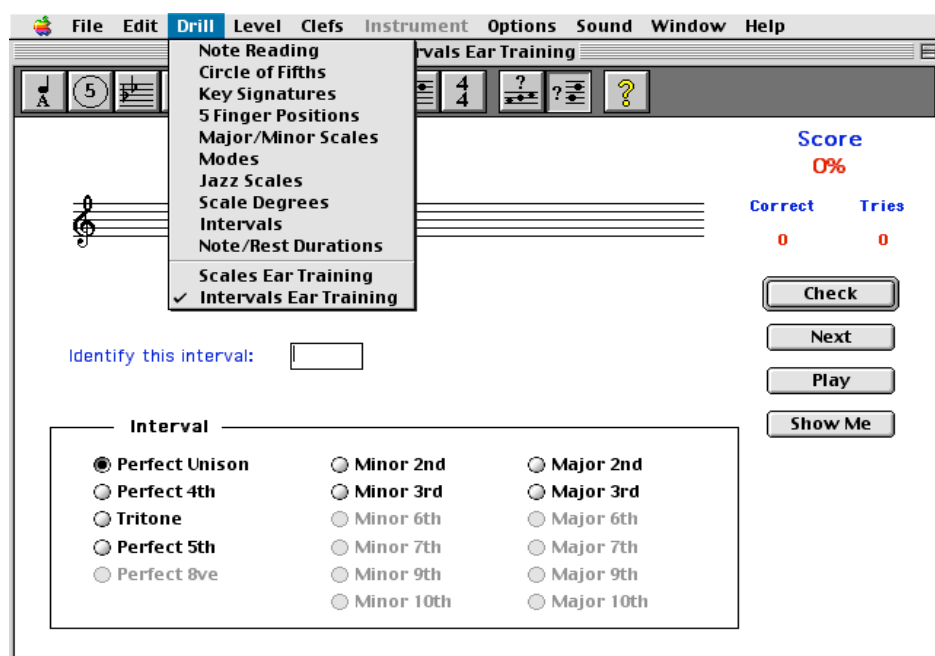 File Edit Drill Level Clefs Instrument Options Sound Window Help
rvals Ear Training
Note Reading
Circle of Fifths
Key Signatures
5 Finger Positions
Major/Minor Scales
Modes
Jazz Scales
Scale Degrees
Intervals
Note/Rest Durations
Scales Ear Training
✓ Intervals Ear Training
A 5 4 4 ? ? ?
Score
0%
Correct Tries
0 0
Check
Next
Play
Show Me
Identify this interval:
Interval
Perfect Unison Minor 2nd Major 2nd
Perfect 4th Minor 3rd Major 3rd
Tritone Minor 6th Major 6th
Perfect 5th Minor 7th Major 7th
Perfect 8ve Minor 9th Major 9th
Minor 10th Major 10th